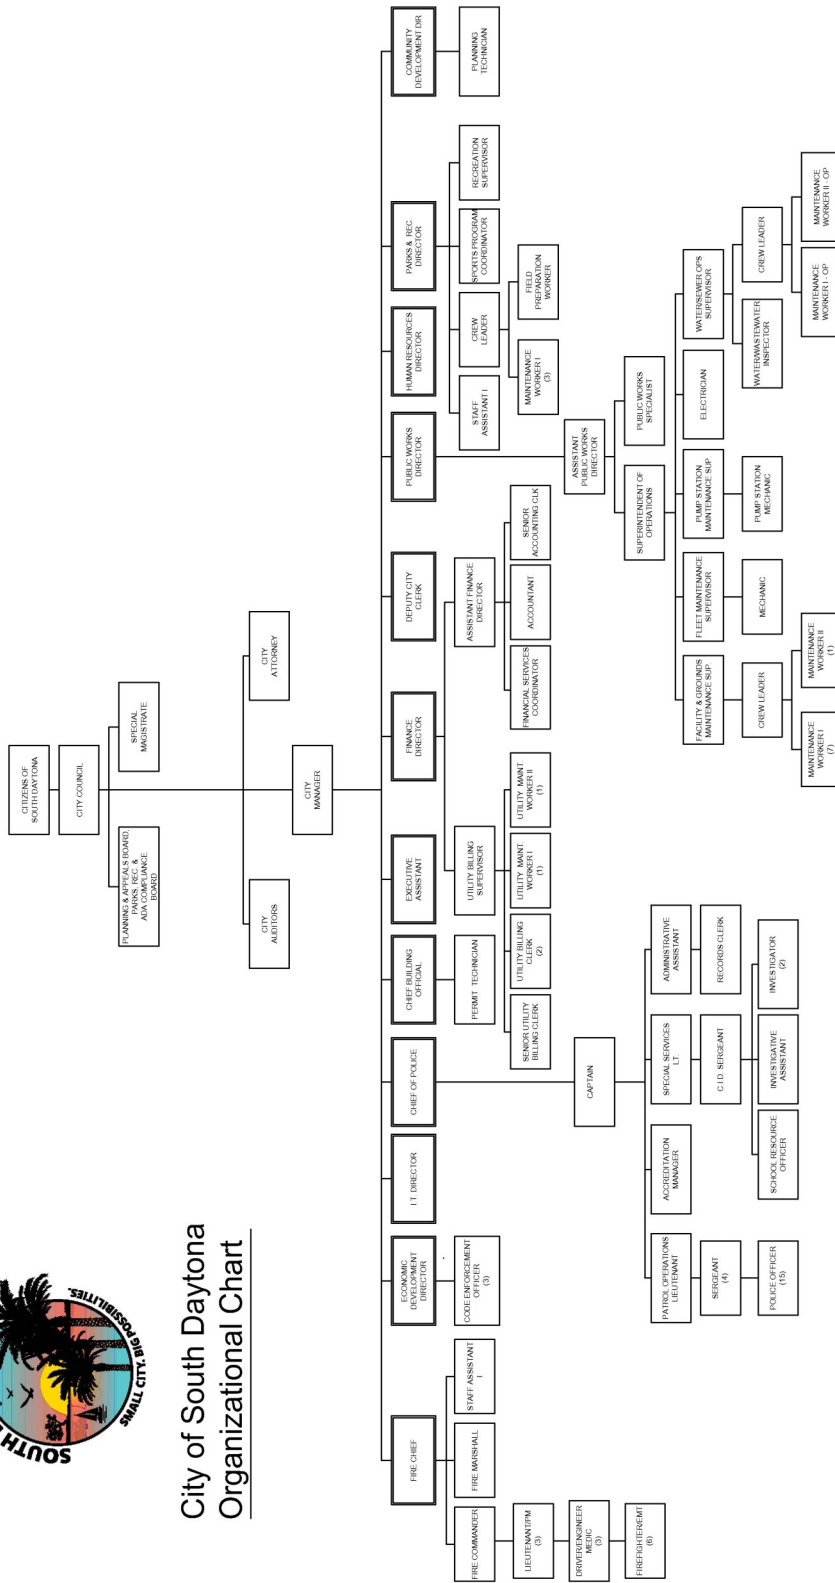 SOUTH
SMALL CITY. BIG POSSIBILITIES.
City of South Daytona
Organizational Chart
CITIZENS OF
SOUTH DAYTONA
CITY COUNCIL
PLANNING & APPEALS BOARD,
PARKS, REC. &
ADA COMPLIANCE
BOARD
SPECIAL
MAGISTRATE
CITY
AUDITORS
CITY
ATTORNEY
CITY
MANAGER
FIRE CHIEF
ECONOMIC
DEVELOPMENT
DIRECTOR
I.T. DIRECTOR
CHIEF OF POLICE
CHIEF BUILDING
OFFICIAL
EXECUTIVE
ASSISTANT
FINANCE
DIRECTOR
DEPUTY CITY
CLERK
PUBLIC WORKS
DIRECTOR
HUMAN RESOURCES
DIRECTOR
PARKS & REC.
DIRECTOR
COMMUNITY
DEVELOPMENT DIR.
FIRE COMMANDER
FIRE MARSHALL
STAFF ASSISTANT
I
CODE ENFORCEMENT
OFFICER
(3)
PERMIT TECHNICIAN
UTILITY BILLING
SUPERVISOR
ASSISTANT FINANCE
DIRECTOR
STAFF
ASSISTANT I
CREW
LEADER
SPORTS PROGRAM
COORDINATOR
RECREATION
SUPERVISOR
PLANNING
TECHNICIAN
LIEUTENANT/PM
(3)
DRIVER/ENGINEER
MEDIC
(3)
FIREFIGHTER/EMT
(6)
SENIOR UTILITY
BILLING CLERK
UTILITY BILLING
CLERK
(2)
UTILITY MAINT.
WORKER I
(1)
UTILITY MAINT
WORKER II
(1)
FINANCIAL SERVICES
COORDINATOR
ACCOUNTANT
SENIOR
ACCOUNTING CLK
MAINTENANCE
WORKER I
(3)
FIELD
PREPARATION
WORKER
CAPTAIN
ASSISTANT
PUBLIC WORKS
DIRECTOR
SUPERINTENDENT OF
OPERATIONS
PUBLIC WORKS
SPECIALIST
PATROL OPERATIONS
LIEUTENANT
ACCREDITATION
MANAGER
SPECIAL SERVICES
LT.
ADMINISTRATIVE
ASSISTANT
SERGEANT
(4)
C.I.D. SERGEANT
RECORDS CLERK
POLICE OFFICER
(15)
SCHOOL RESOURCE
OFFICER
INVESTIGATIVE
ASSISTANT
INVESTIGATOR
(2)
FACILITY & GROUNDS
MAINTENANCE SUP.
FLEET MAINTENANCE
SUPERVISOR
PUMP STATION
MAINTENANCE SUP.
ELECTRICIAN
WATER/SEWER OPS
SUPERVISOR
CREW LEADER
MECHANIC
PUMP STATION
MECHANIC
WATER/WASTEWATER
INSPECTOR
CREW LEADER
MAINTENANCE
WORKER I
(7)
MAINTENANCE
WORKER II
(1)
MAINTENANCE
WORKER I - OP
MAINTENANCE
WORKER II - OP